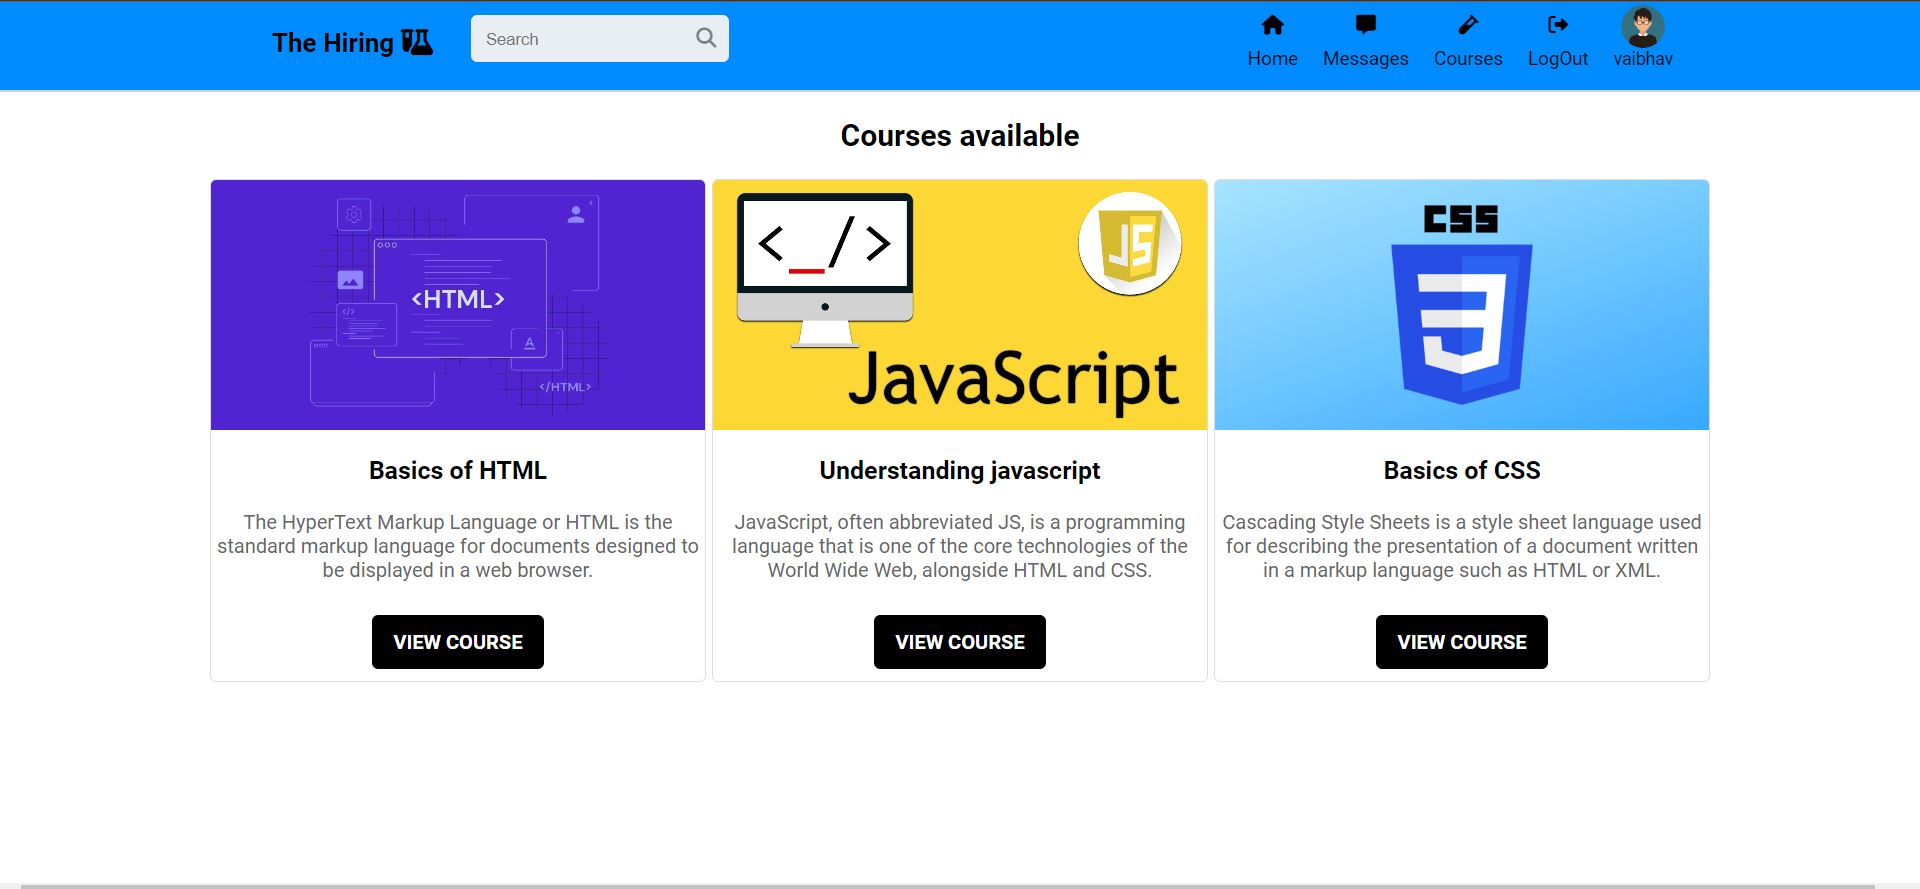 The Hiring
Search
Home
Messages
Courses
LogOut
vaibhav
Courses available
<HTML>
</>
A
</HTML>
Basics of HTML
The HyperText Markup Language or HTML is the
standard markup language for documents designed to
be displayed in a web browser.
VIEW COURSE
<_/>
JS
JavaScript
Understanding javascript
JavaScript, often abbreviated JS, is a programming
language that is one of the core technologies of the
World Wide Web, alongside HTML and CSS.
VIEW COURSE
CSS
3
Basics of CSS
Cascading Style Sheets is a style sheet language used
for describing the presentation of a document written
in a markup language such as HTML or XML.
VIEW COURSE